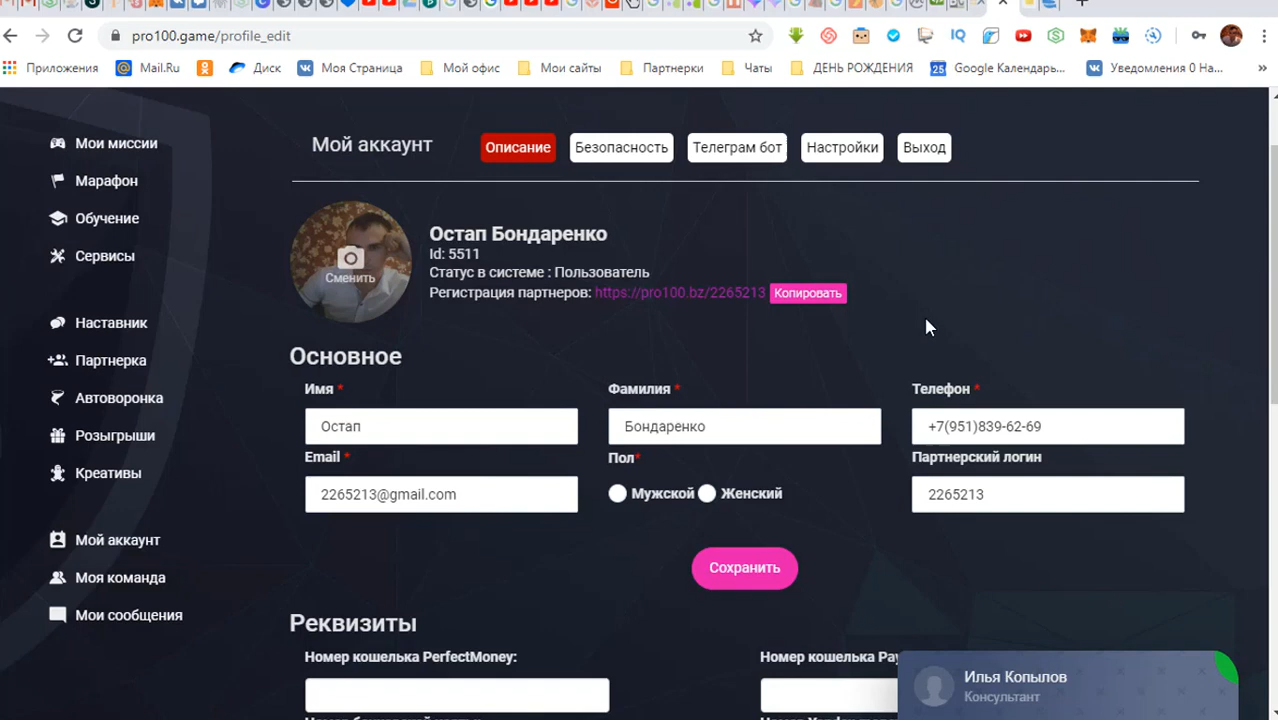 pro100.game/profile_edit
Приложения Mail.Ru Диск Моя Страница Мой офис Мои сайты Партнерки Чаты ДЕНЬ РОЖДЕНИЯ 25 Google Календарь... Уведомления 0 На... »
Мои миссии
Марафон
Обучение
Сервисы
Наставник
Партнерка
Автоворонка
Розыгрыши
Креативы
Мой аккаунт
Моя команда
Мои сообщения
Мой аккаунт Описание Безопасность Телеграм бот Настройки Выход
Сменить
Остап Бондаренко
Id: 5511
Статус в системе : Пользователь
Регистрация партнеров: https://pro100.bz/2265213 Копировать
Основное
Имя * Фамилия * Телефон *
Остап Бондаренко +7(951)839-62-69
Email * Пол* Партнерский логин
2265213@gmail.com Мужской Женский 2265213
Сохранить
Реквизиты
Номер кошелька PerfectMoney: Номер кошелька Pay
Илья Копылов
Консультант